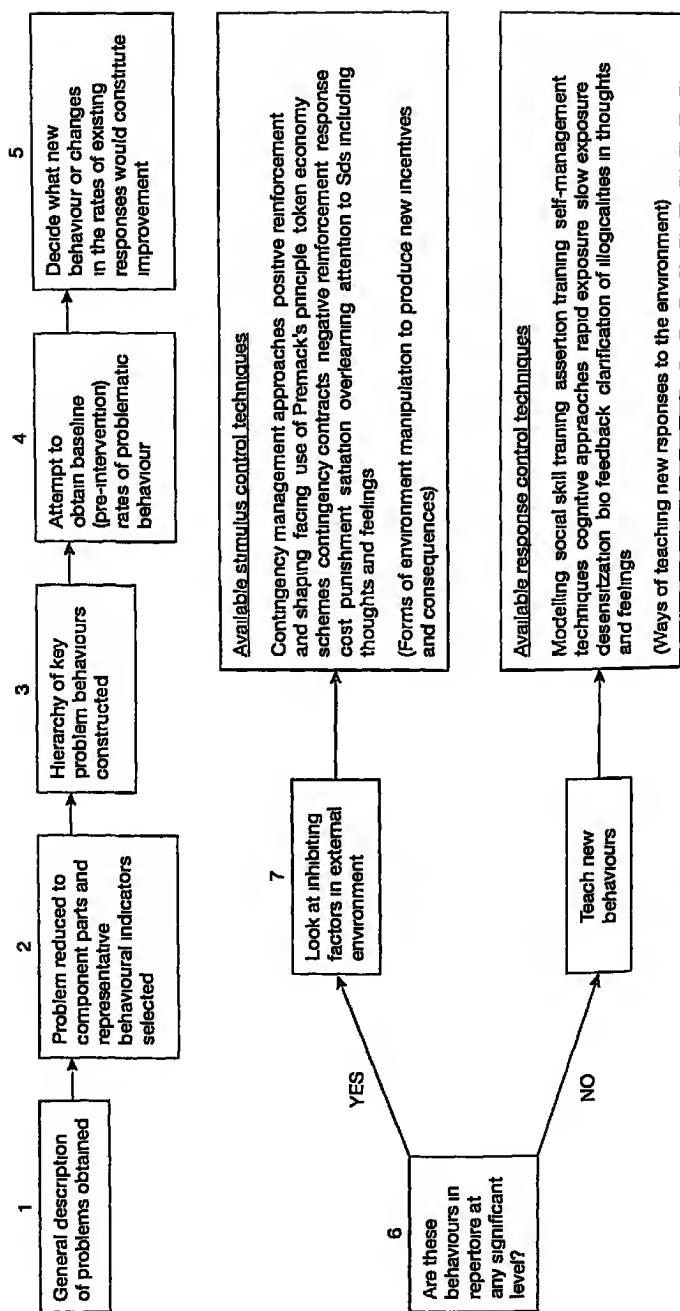 1
General description
of problems obtained
2
Problem reduced to
component parts and
representative
behavioural indicators
selected
3
Hierarchy of key
problem behaviours
constructed
4
Attempt to
obtain baseline
(pre-intervention)
rates of problematic
behaviour
5
Decide what new
behaviour or changes
in the rates of existing
responses would constitute
improvement
6
Are these
behaviours in
repertoire at
any significant
level?
YES
NO
7
Look at inhibiting
factors in external
environment
Teach new
behaviours
Available stimulus control techniques
Contingency management approaches positive reinforcement
and shaping facing use of Premack's principle token economy
schemes contingency contracts negative reinforcement response
cost punishment satiation overlearning attention to Sds including
thoughts and feelings
(Forms of environment manipulation to produce new incentives
and consequences)
Available response control techniques
Modelling social skill training assertion training self-management
techniques cognitive appraoches rapid exposure slow exposure
desensitzation bio feedback clarification of illogicalities in thoughts
and feelings
(Ways of teaching new rsponses to the environment)